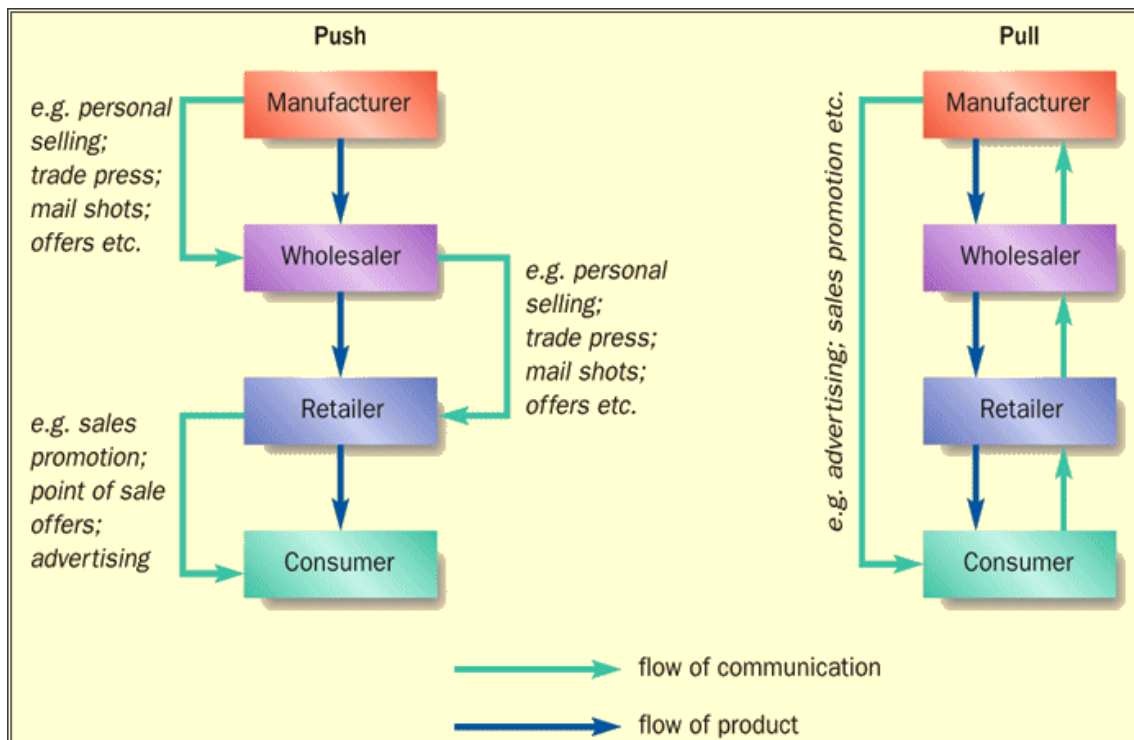 Push
Manufacturer
e.g. personal
selling;
trade press;
mail shots;
offers etc.
Wholesaler
e.g. personal
selling;
trade press;
mail shots;
offers etc.
Retailer
e.g. sales
promotion;
point of sale
offers;
advertising
Consumer
Pull
Manufacturer
e.g. advertising; sales promotion etc.
Wholesaler
Retailer
Consumer
flow of communication
flow of product